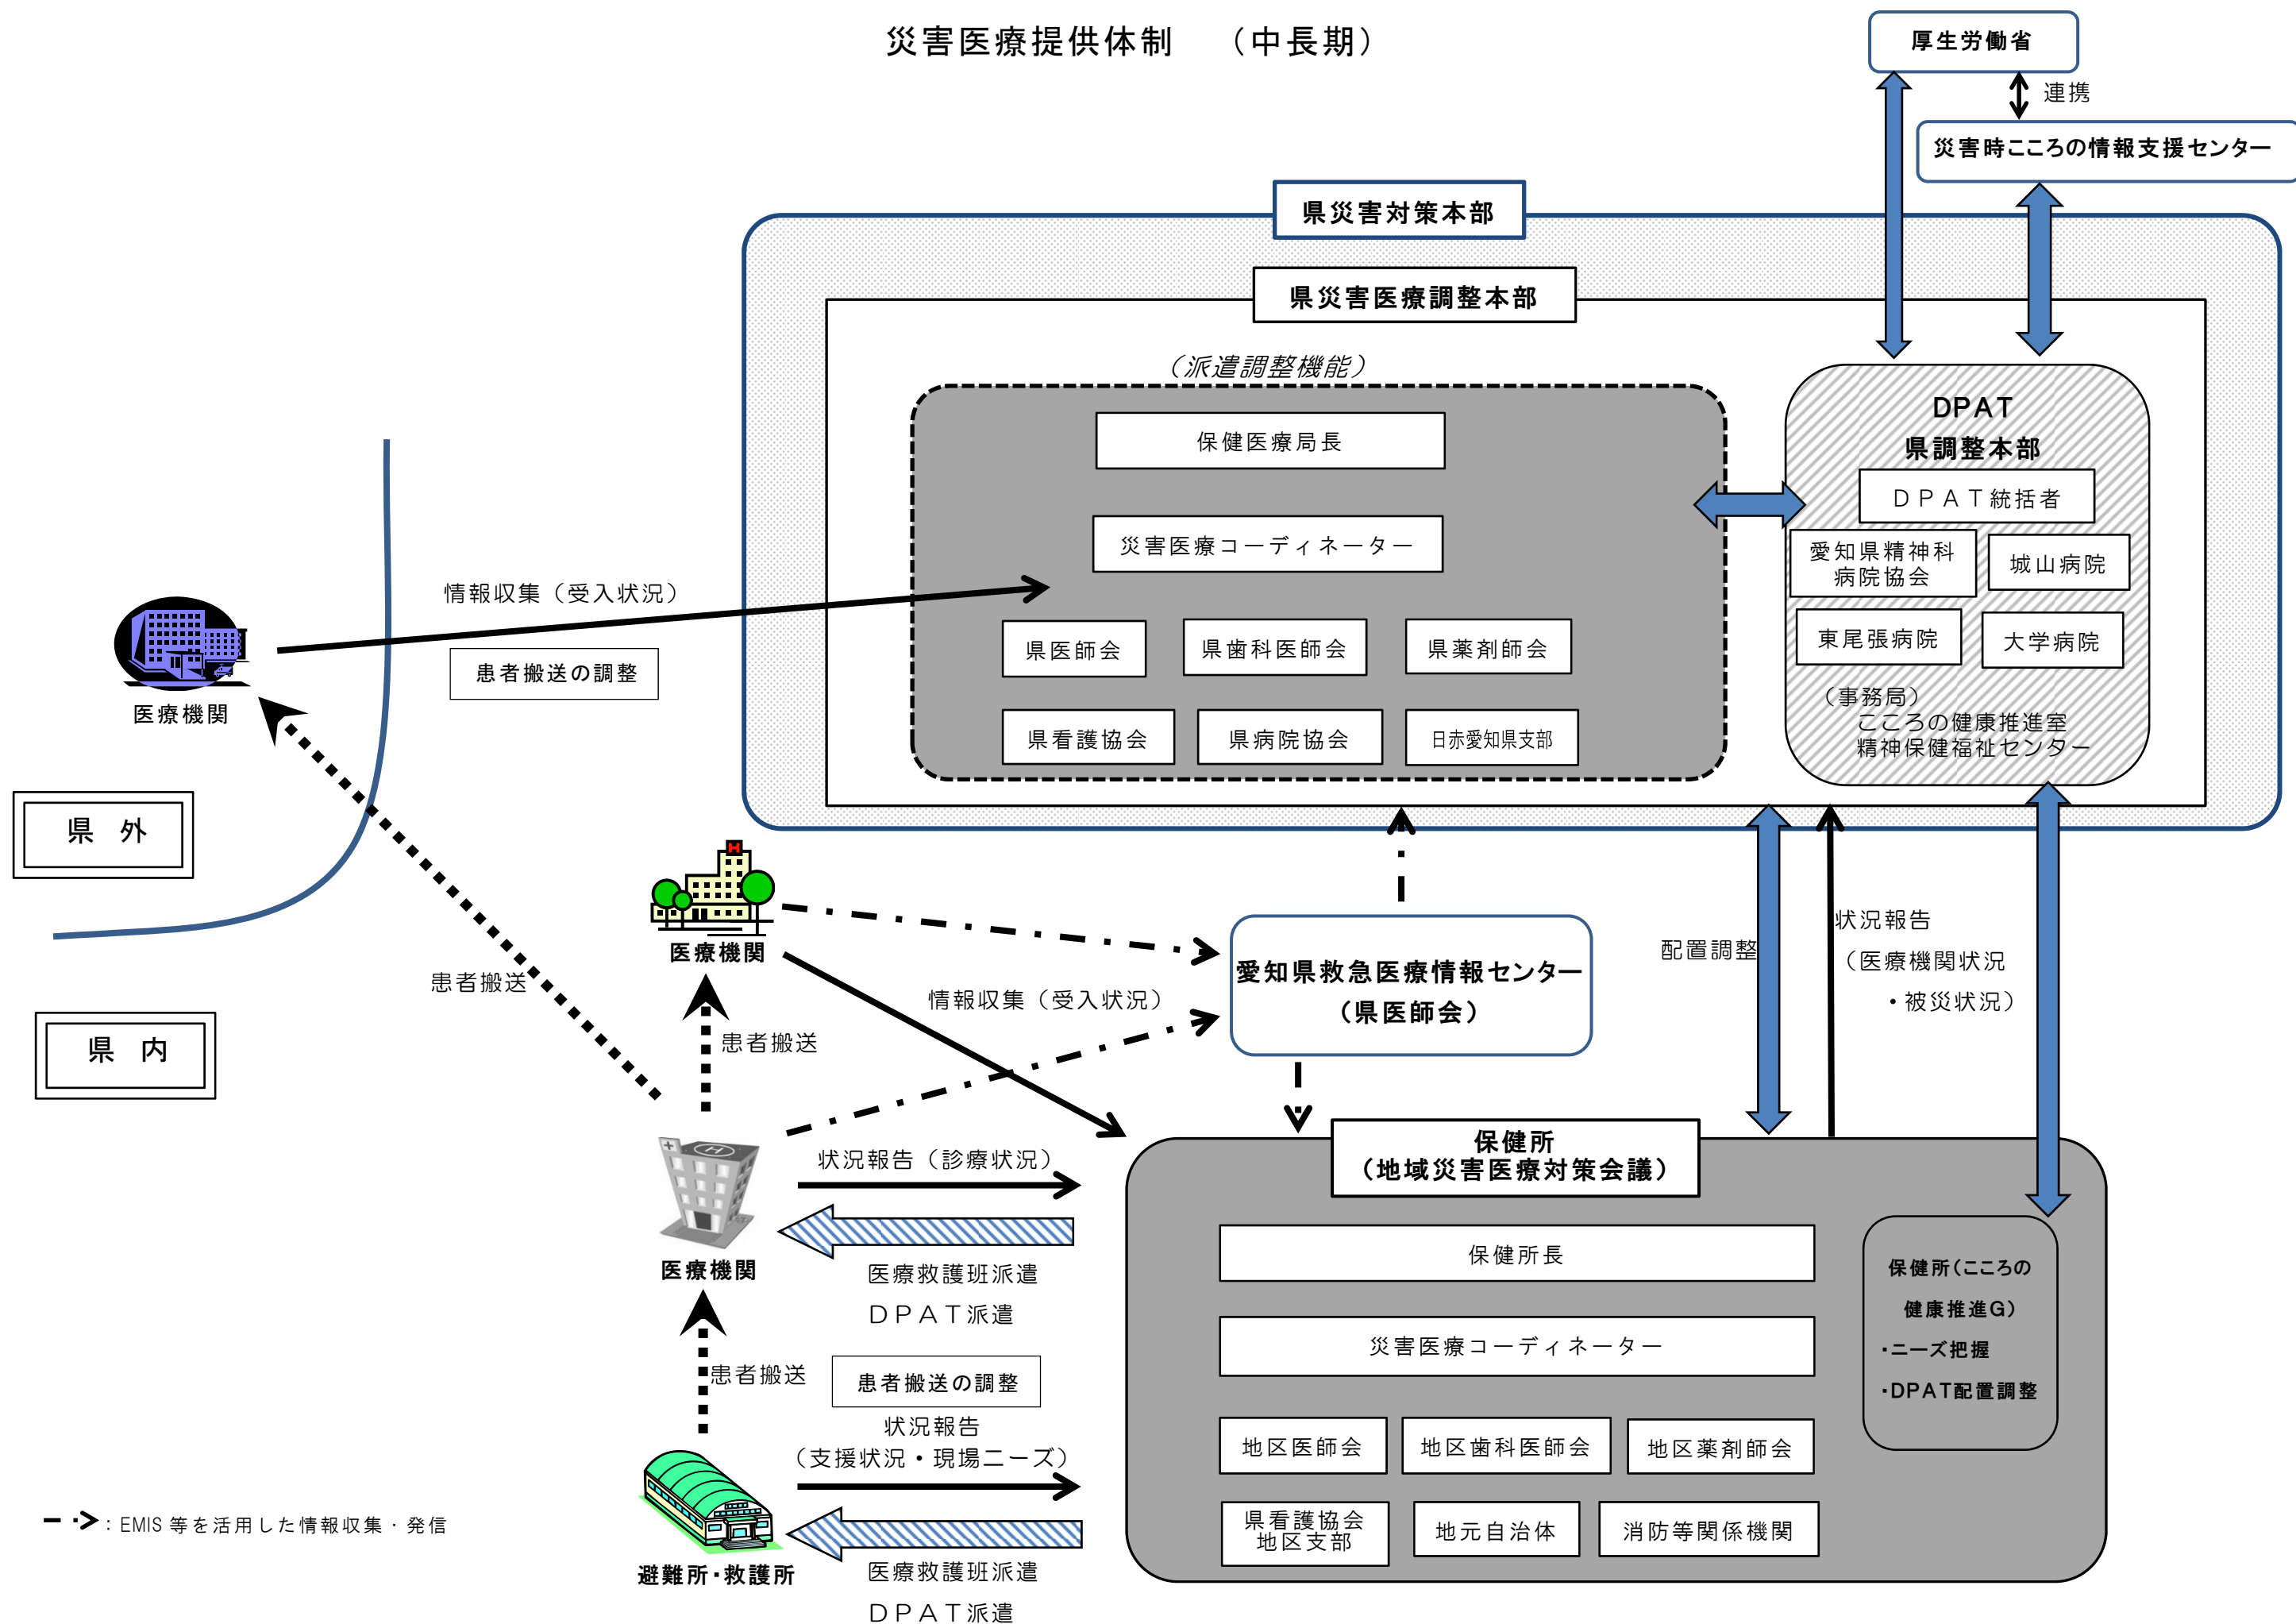 災害医療提供体制　（中長期）
厚生労働省
連携
災害時こころの情報支援センター
県災害対策本部
県災害医療調整本部
（派遣調整機能）
保健医療局長
災害医療コーディネーター
県医師会
県歯科医師会
県薬剤師会
県看護協会
県病院協会
日赤愛知県支部
DPAT
県調整本部
ＤＰＡＴ統括者
愛知県精神科
病院協会
城山病院
東尾張病院
大学病院
（事務局）
こころの健康推進室
精神保健福祉センター
情報収集（受入状況）
患者搬送の調整
医療機関
県　外
県　内
患者搬送
H
医療機関
患者搬送
情報収集（受入状況）
愛知県救急医療情報センター
（県医師会）
配置調整
状況報告
（医療機関状況
・被災状況）
H
医療機関
状況報告（診療状況）
医療救護班派遣
ＤＰＡＴ派遣
患者搬送
患者搬送の調整
状況報告
（支援状況・現場ニーズ）
避難所・救護所
医療救護班派遣
ＤＰＡＴ派遣
保健所
（地域災害医療対策会議）
保健所長
災害医療コーディネーター
地区医師会
地区歯科医師会
地区薬剤師会
県看護協会
地区支部
地元自治体
消防等関係機関
保健所（こころの
健康推進G）
・ニーズ把握
・DPAT配置調整
：EMIS 等を活用した情報収集・発信